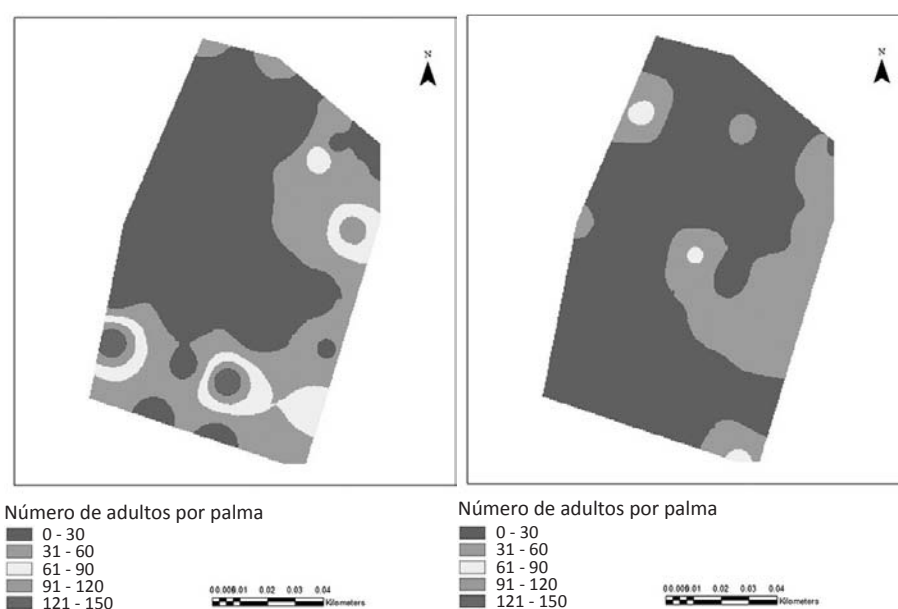 N
N
Número de adultos por palma
0 - 30
31 - 60
61 - 90
91 - 120
121 - 150
0 0.02 0.03 0.04
Kilometers
Número de adultos por palma
0 - 30
31 - 60
61 - 90
91 - 120
121 - 150
0 0.02 0.03 0.04
Kilometers